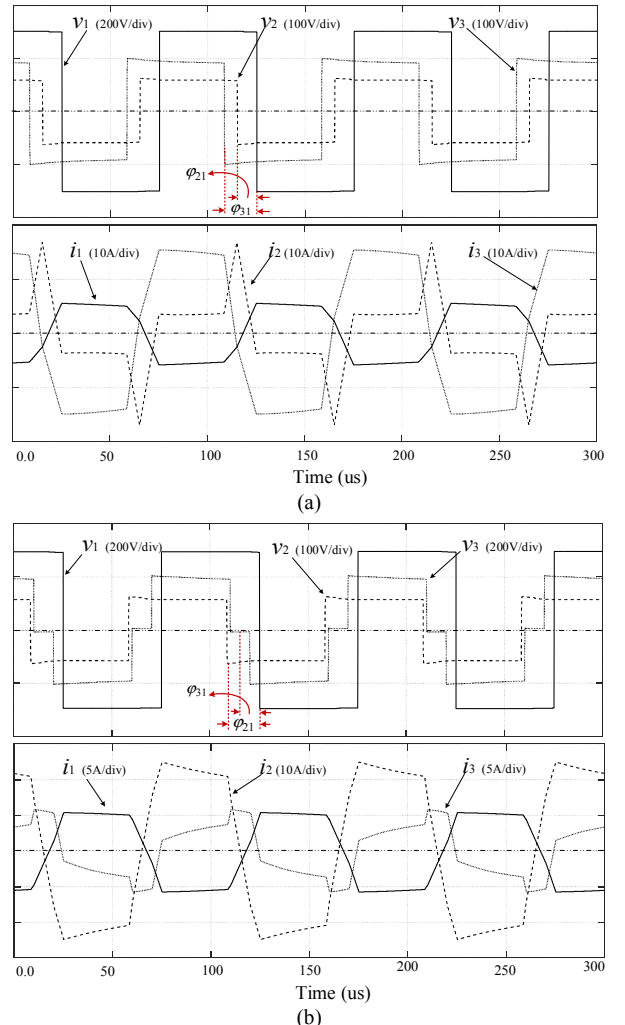 v1 (200V/div) v2 (100V/div) v3 (100V/div)
φ21
φ31
i1 (10A/div) i2 (10A/div) i3 (10A/div)
0.0 50 100 150 200 250 300
Time (us)
(a)
v1 (200V/div) v2 (100V/div) v3 (200V/div)
φ31
φ21
i1 (5A/div) i2 (10A/div) i3 (5A/div)
0.0 50 100 150 200 250 300
Time (us)
(b)